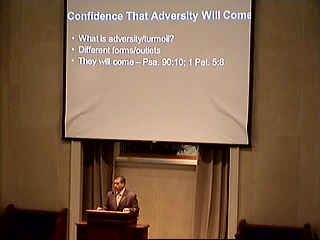 Confidence That Adversity Will Come
• What is adversity/turmoil?
• Different forms/outlets
• They will come – Psa. 90:10; 1 Pet. 5:8